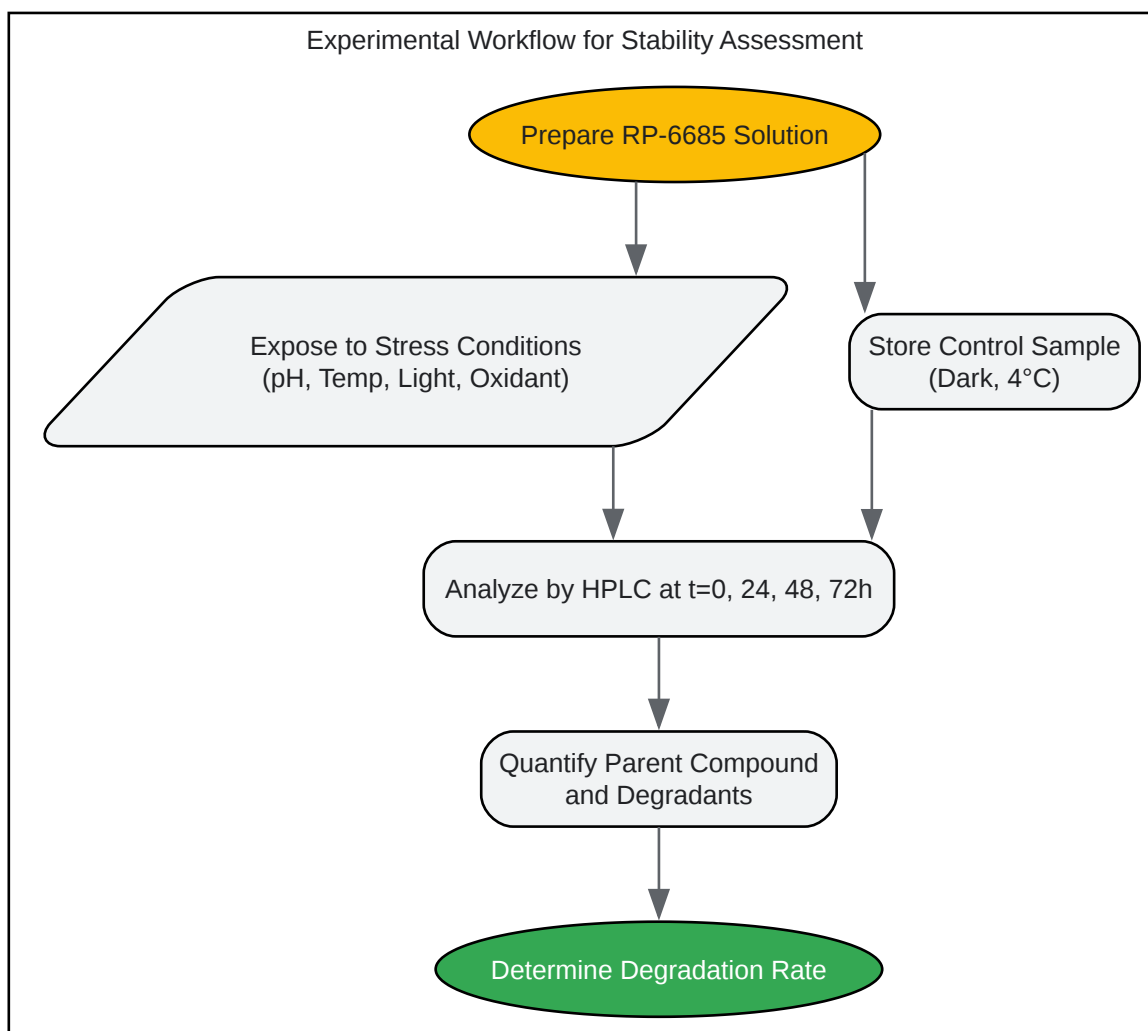 Experimental Workflow for Stability Assessment
Prepare RP-6685 Solution
Expose to Stress Conditions
(pH, Temp, Light, Oxidant)
Store Control Sample
(Dark, 4°C)
Analyze by HPLC at t=0, 24, 48, 72h
Quantify Parent Compound
and Degradants
Determine Degradation Rate